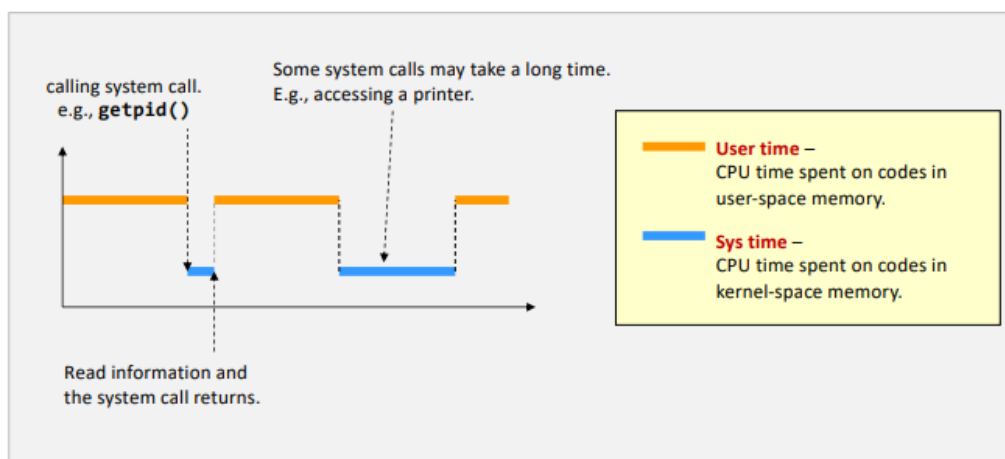 calling system call.
e.g., getpid()
Some system calls may take a long time.
E.g., accessing a printer.
Read information and
the system call returns.
User time –
CPU time spent on codes in
user-space memory.
Sys time –
CPU time spent on codes in
kernel-space memory.